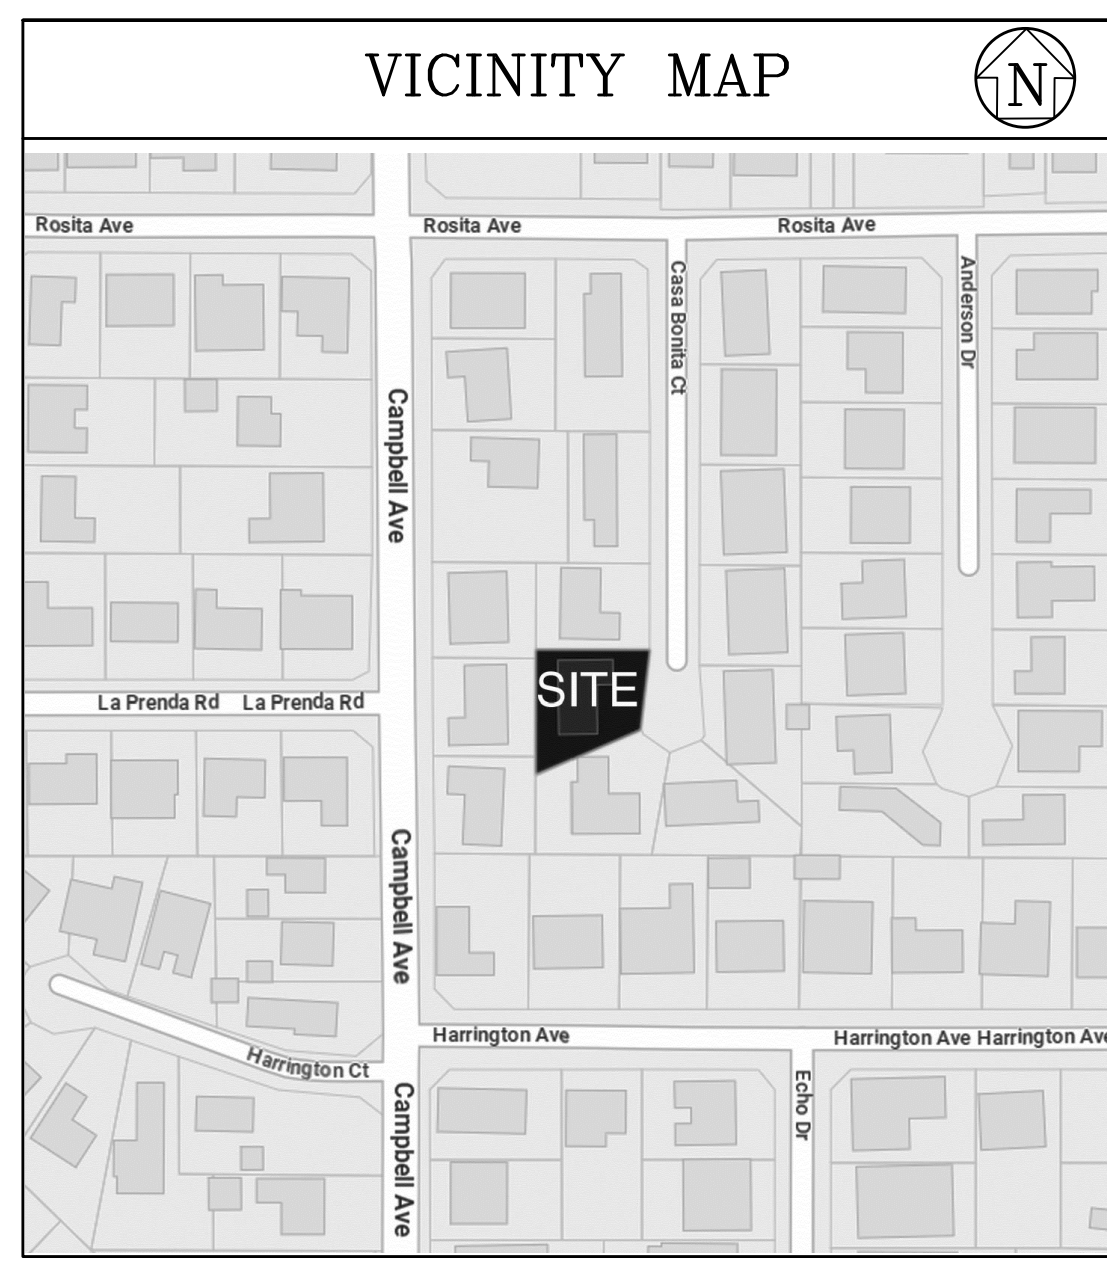 VICINITY MAP
N
Rosita Ave
Rosita Ave
Rosita Ave
Casa Bonita Ct
Anderson Dr
Campbell Ave
SITE
La Prenda Rd
La Prenda Rd
Campbell Ave
Harrington Ave
Harrington Ave
Harrington Ave
Harrington Ct
Echo Dr
Campbell Ave